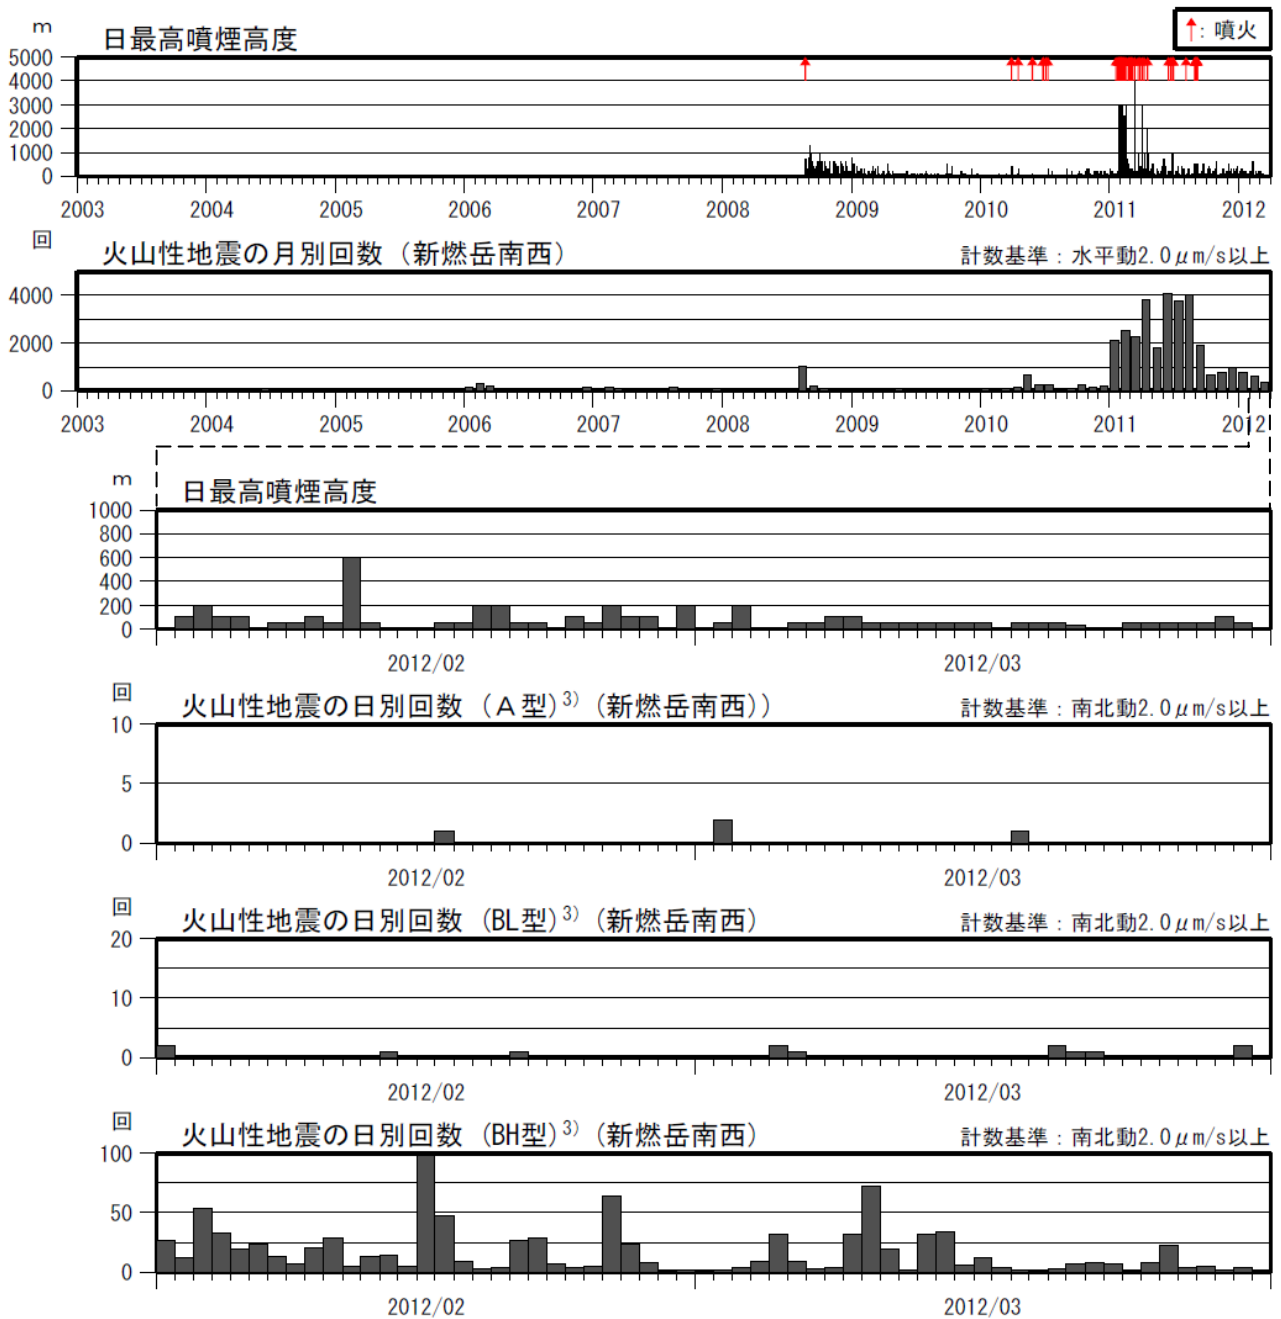 m
日最高噴煙高度
↑: 噴火
5000
4000
3000
2000
1000
0
2003 2004 2005 2006 2007 2008 2009 2010 2011 2012
回
火山性地震の月別回数（新燃岳南西）
計数基準：水平動2.0μm/s以上
4000
2000
0
2003 2004 2005 2006 2007 2008 2009 2010 2011 2012
m
日最高噴煙高度
1000
800
600
400
200
0
2012/02 2012/03
回
火山性地震の日別回数（A型）3)（新燃岳南西））
計数基準：南北動2.0μm/s以上
10
5
0
2012/02 2012/03
回
火山性地震の日別回数（BL型）3)（新燃岳南西）
計数基準：南北動2.0μm/s以上
20
10
0
2012/02 2012/03
回
火山性地震の日別回数（BH型）3)（新燃岳南西）
計数基準：南北動2.0μm/s以上
100
50
0
2012/02 2012/03